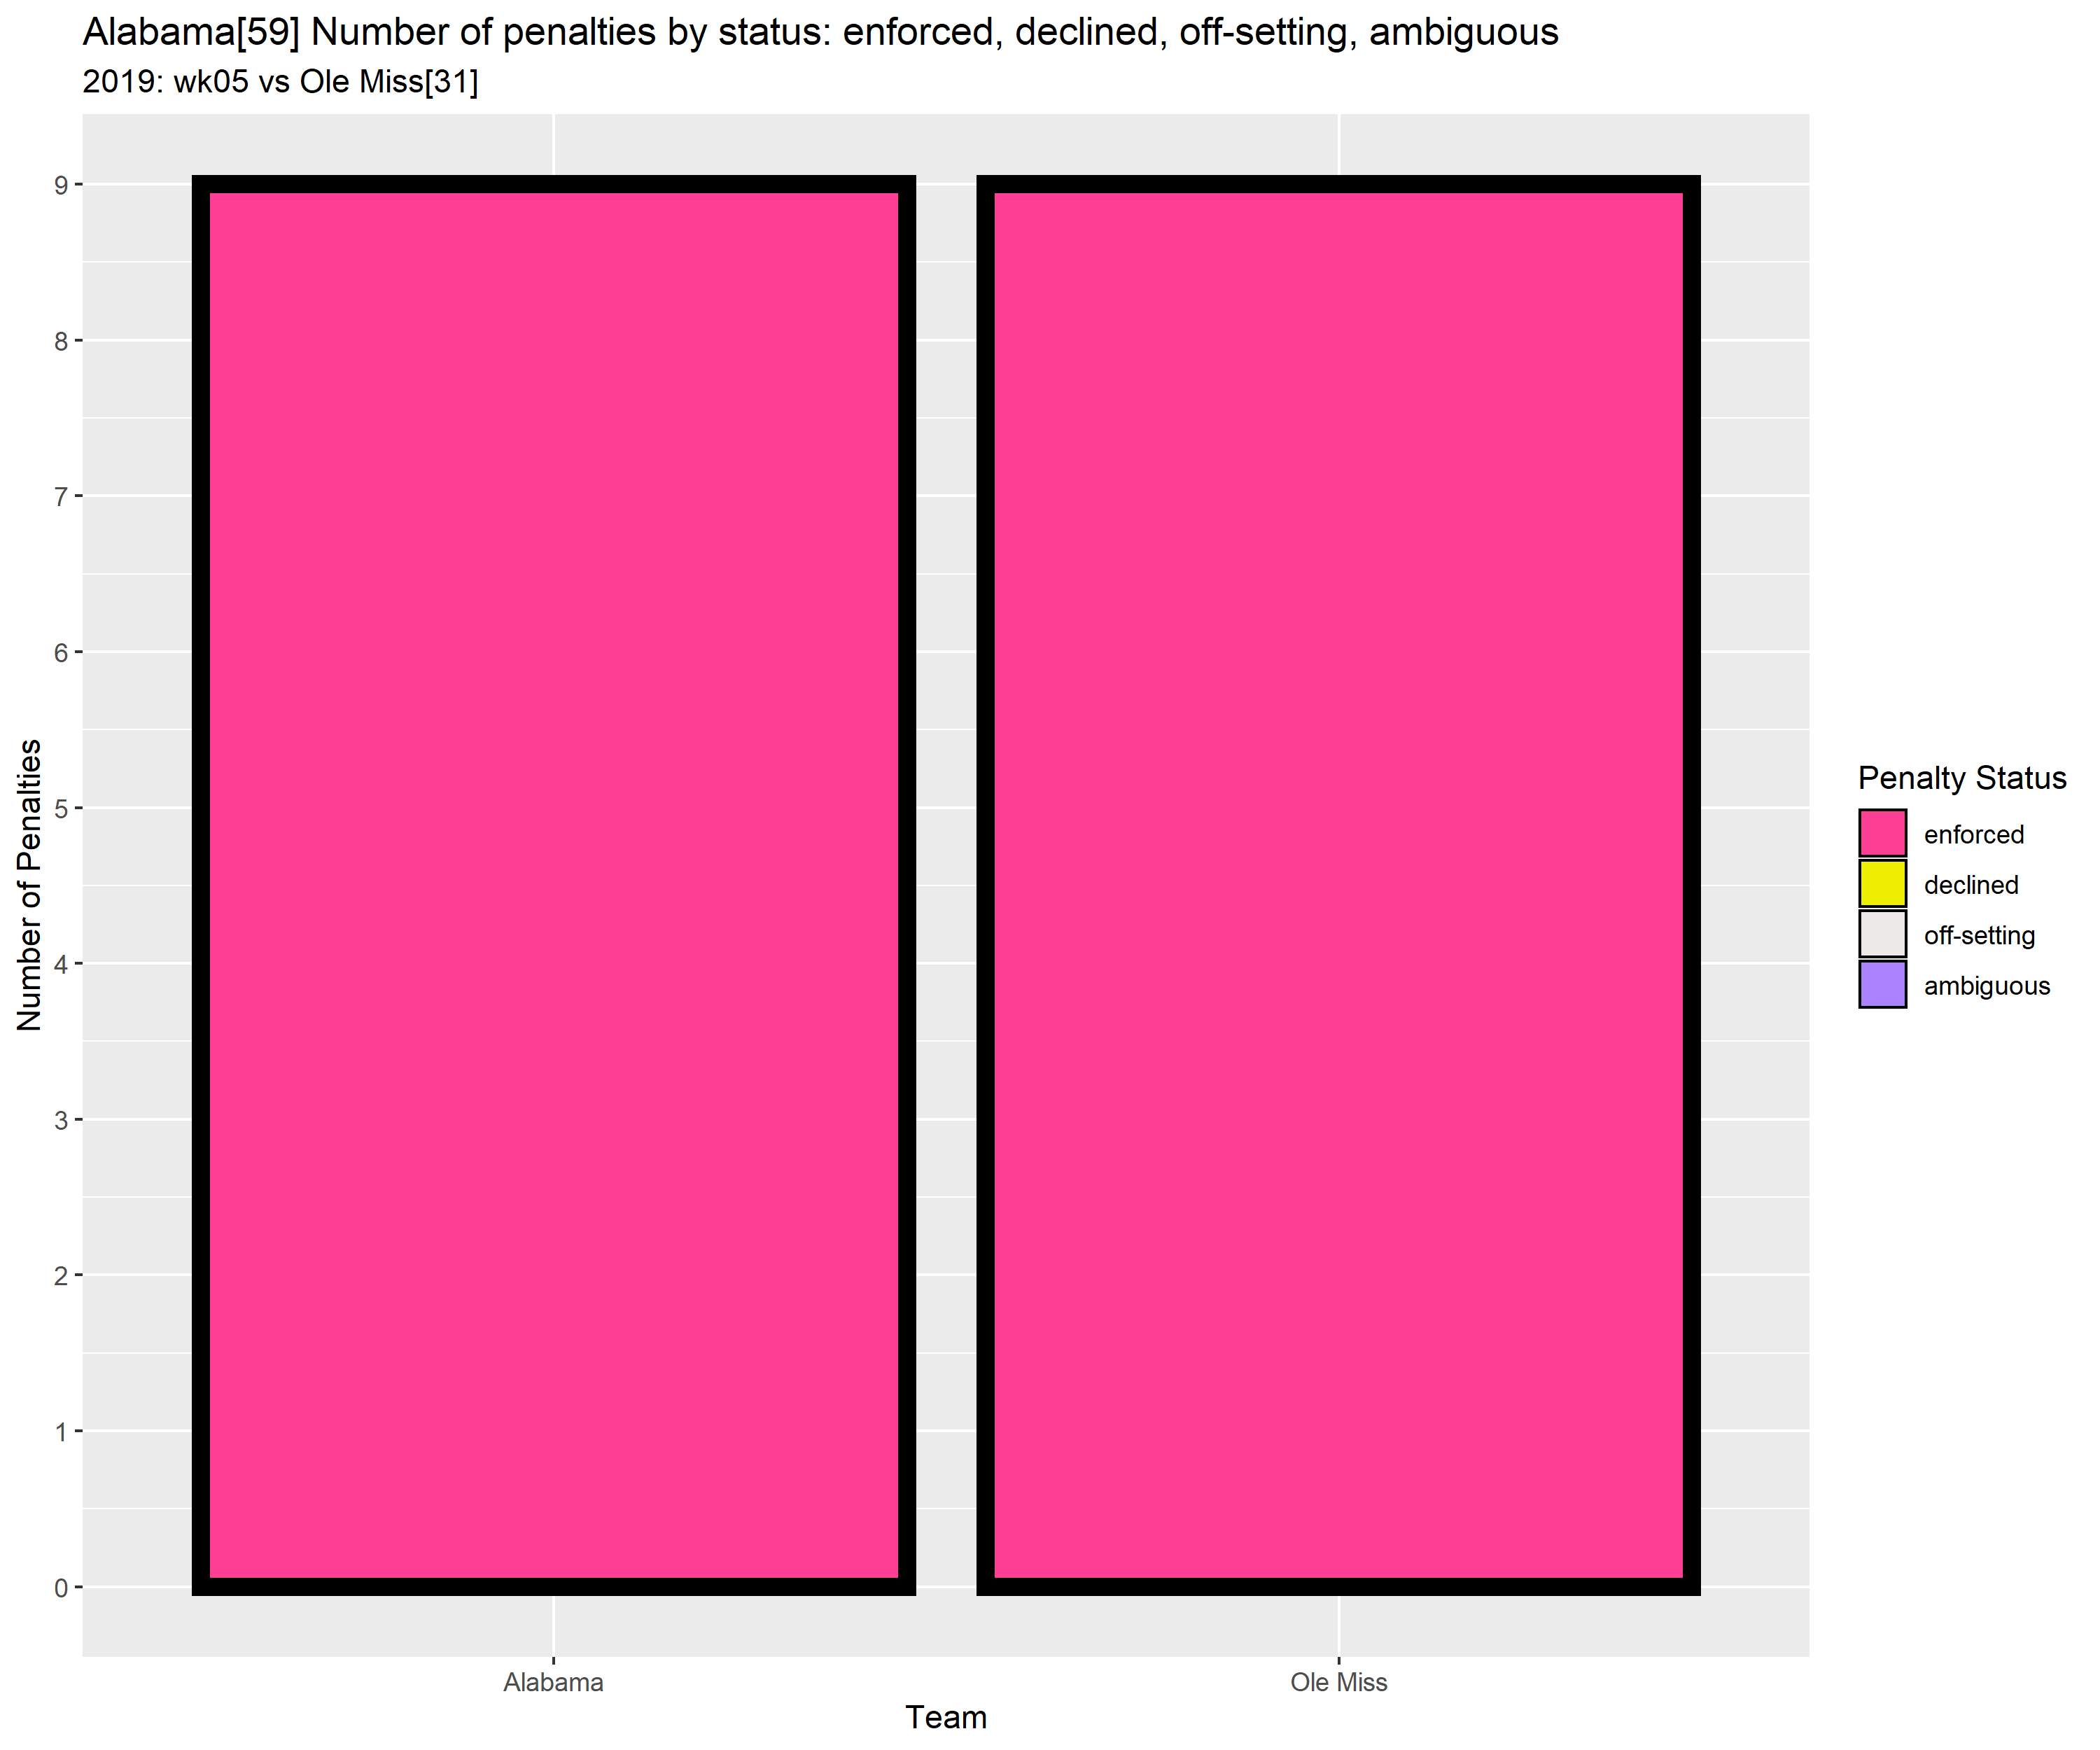 Alabama[59] Number of penalties by status: enforced, declined, off-setting, ambiguous
2019: wk05 vs Ole Miss[31]
Number of Penalties
9
8
7
6
5
4
3
2
1
0
Alabama
Ole Miss
Team
Penalty Status
enforced
declined
off-setting
ambiguous